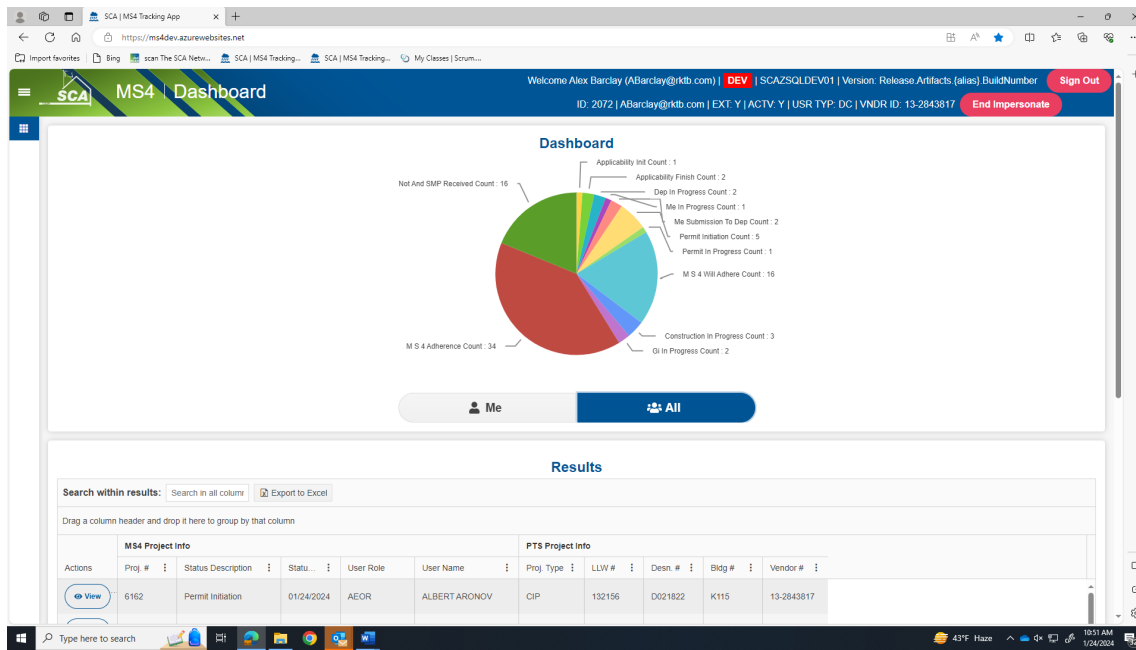 SCA | MS4 Tracking App
https://ms4dev.azurewebsites.net
Import favorites Bing scan The SCA Netw... SCA | MS4 Tracking... SCA | MS4 Tracking... My Classes | Scrum....
SCA MS4 Dashboard
Welcome Alex Barclay (ABarclay@rktb.com) | DEV | SCAZSQLDEV01 | Version: Release.Artifacts.{alias}.BuildNumber Sign Out
ID: 2072 | ABarclay@rktb.com | EXT: Y | ACTV: Y | USR TYP: DC | VNDR ID: 13-2843817 End Impersonate
Dashboard
Applicability Init Count : 1
Applicability Finish Count : 2
Not And SMP Received Count : 16
Dep In Progress Count : 2
Me In Progress Count : 1
Me Submission To Dep Count : 2
Permit Initiation Count : 5
Permit In Progress Count : 1
M S 4 Will Adhere Count : 16
Construction In Progress Count : 3
M S 4 Adherence Count : 34
Gi In Progress Count : 2
Me All
Results
Search within results: Search in all column Export to Excel
Drag a column header and drop it here to group by that column
MS4 Project Info PTS Project Info
Actions Proj. # Status Description Statu... User Role User Name Proj. Type LLW # Desn. # Bldg # Vendor #
View 6162 Permit Initiation 01/24/2024 AEOR ALBERT ARONOV CIP 132156 D021822 K115 13-2843817
Type here to search 43°F Haze 10:51 AM
1/24/2024